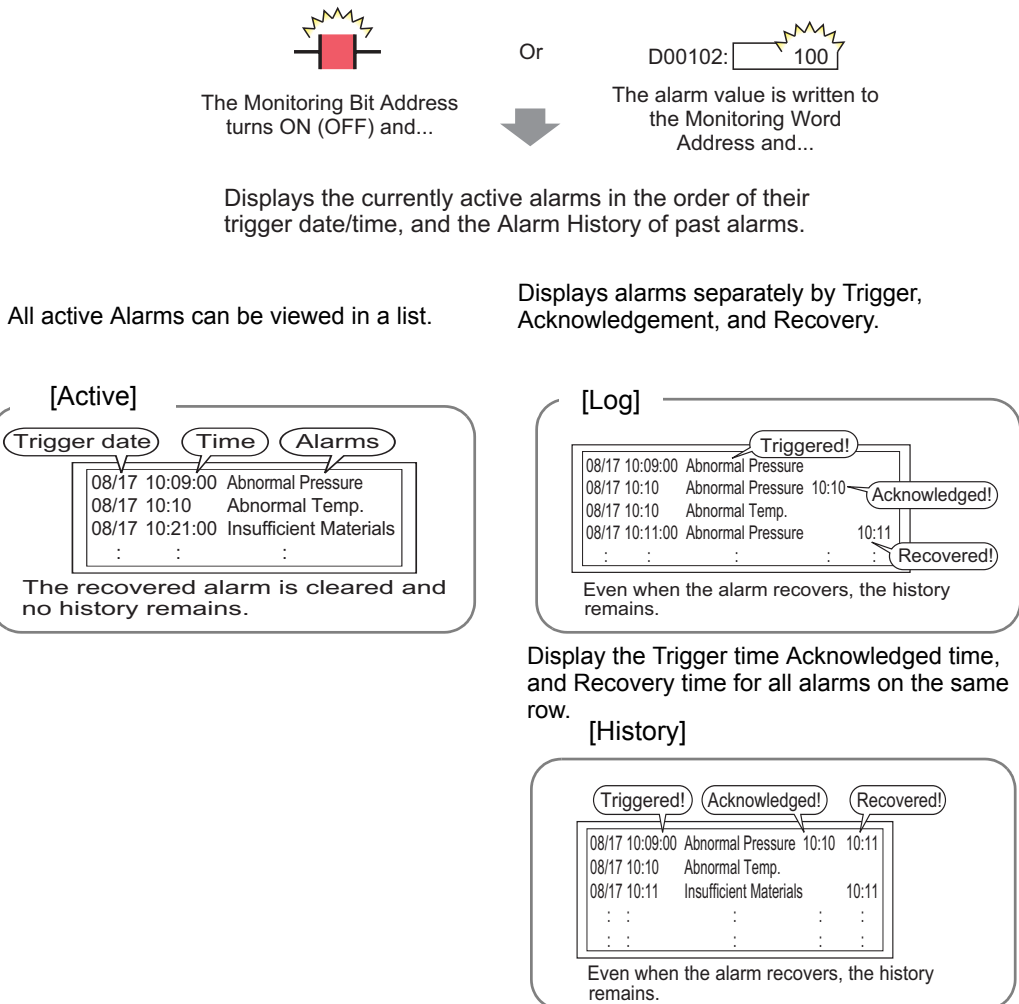 Or
D00102: 100
The Monitoring Bit Address
turns ON (OFF) and...
The alarm value is written to
the Monitoring Word
Address and...
Displays the currently active alarms in the order of their
trigger date/time, and the Alarm History of past alarms.
All active Alarms can be viewed in a list.
[Active]
Trigger date Time Alarms
08/17 10:09:00 Abnormal Pressure
08/17 10:10 Abnormal Temp.
08/17 10:21:00 Insufficient Materials
: : :
The recovered alarm is cleared and
no history remains.
Displays alarms separately by Trigger,
Acknowledgement, and Recovery.
[Log]
Triggered!
08/17 10:09:00 Abnormal Pressure
08/17 10:10 Abnormal Pressure 10:10
Acknowledged!
08/17 10:10 Abnormal Temp.
08/17 10:11:00 Abnormal Pressure 10:11
Recovered!
: : : : :
Even when the alarm recovers, the history
remains.
Display the Trigger time Acknowledged time,
and Recovery time for all alarms on the same
row.
[History]
Triggered! Acknowledged! Recovered!
08/17 10:09:00 Abnormal Pressure 10:10 10:11
08/17 10:10 Abnormal Temp.
08/17 10:11 Insufficient Materials 10:11
: : : : :
: : : : :
Even when the alarm recovers, the history
remains.